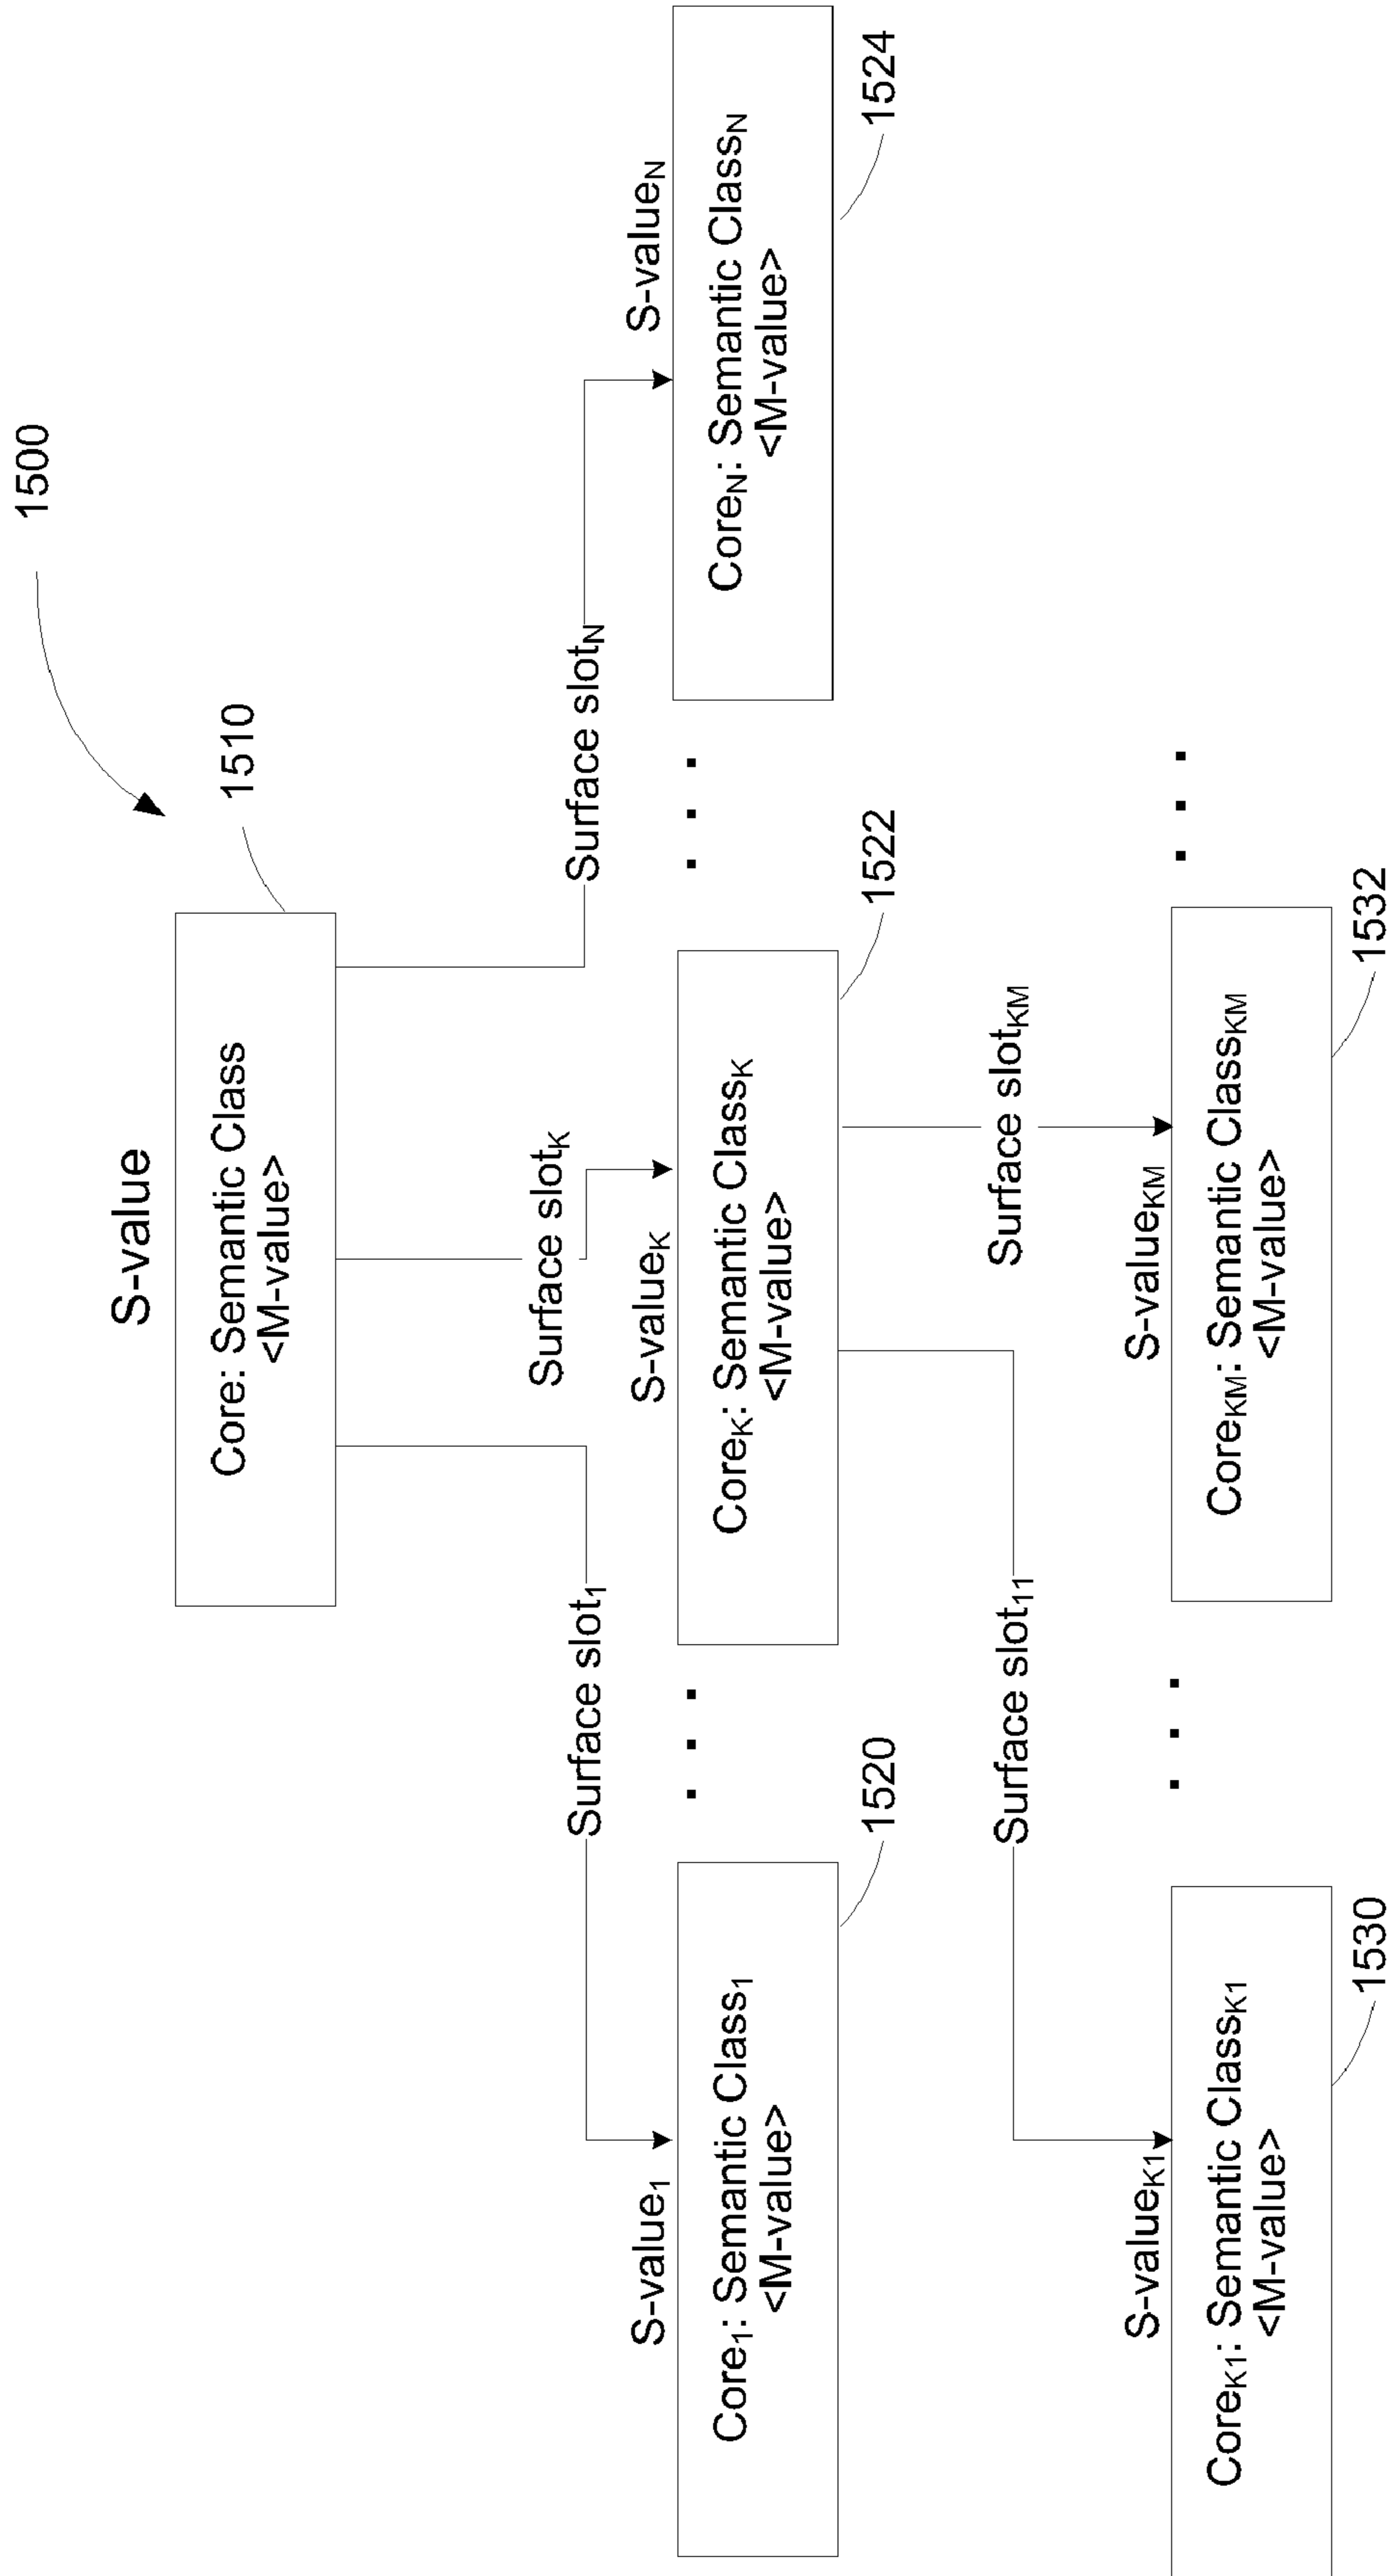 1500
S-value
1510
Core: Semantic Class
<M-value>
Surface slot₁
Surface slotK
Surface slotN
S-value₁
S-valueK
S-valueN
Core₁: Semantic Class₁
<M-value>
1520
. . .
CoreK: Semantic ClassK
<M-value>
1522
. . .
CoreN: Semantic ClassN
<M-value>
1524
Surface slot₁₁
Surface slotKM
S-valueK1
S-valueKM
CoreK1: Semantic ClassK1
<M-value>
1530
. . .
CoreKM: Semantic ClassKM
<M-value>
1532
. . .